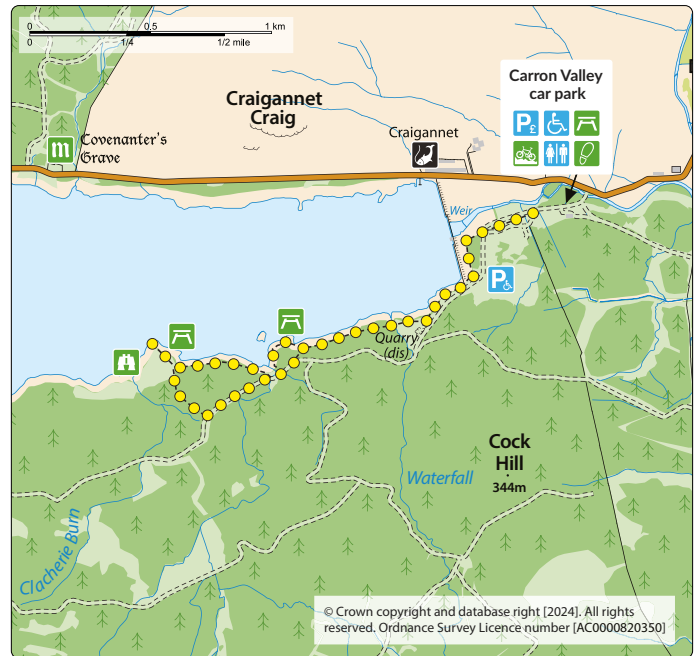 0 0.5 1 km
0 1/4 1/2 mile
Carron Valley
car park
P£
Craigannet
Craig
Craigannet
m
Covenanter's
Grave
Weir
P
Quarry
(dis)
Cock
Hill
344m
Waterfall
Clacherie Burn
© Crown copyright and database right [2024]. All rights
reserved. Ordnance Survey Licence number [AC0000820350]